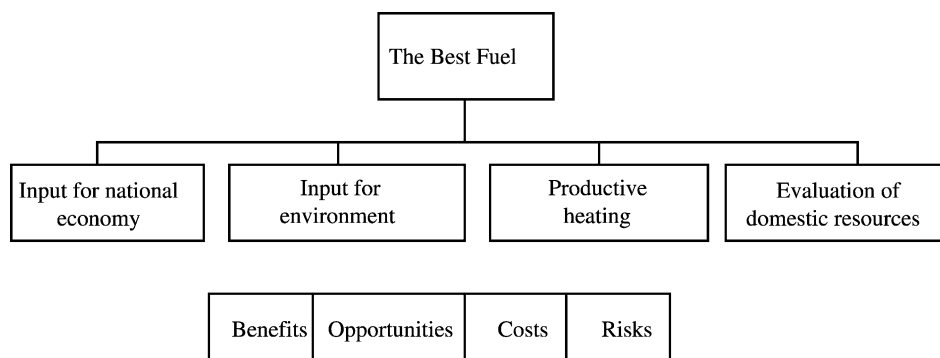 The Best Fuel
Input for national
economy
Input for
environment
Productive
heating
Evaluation of
domestic resources
Benefits Opportunities Costs Risks